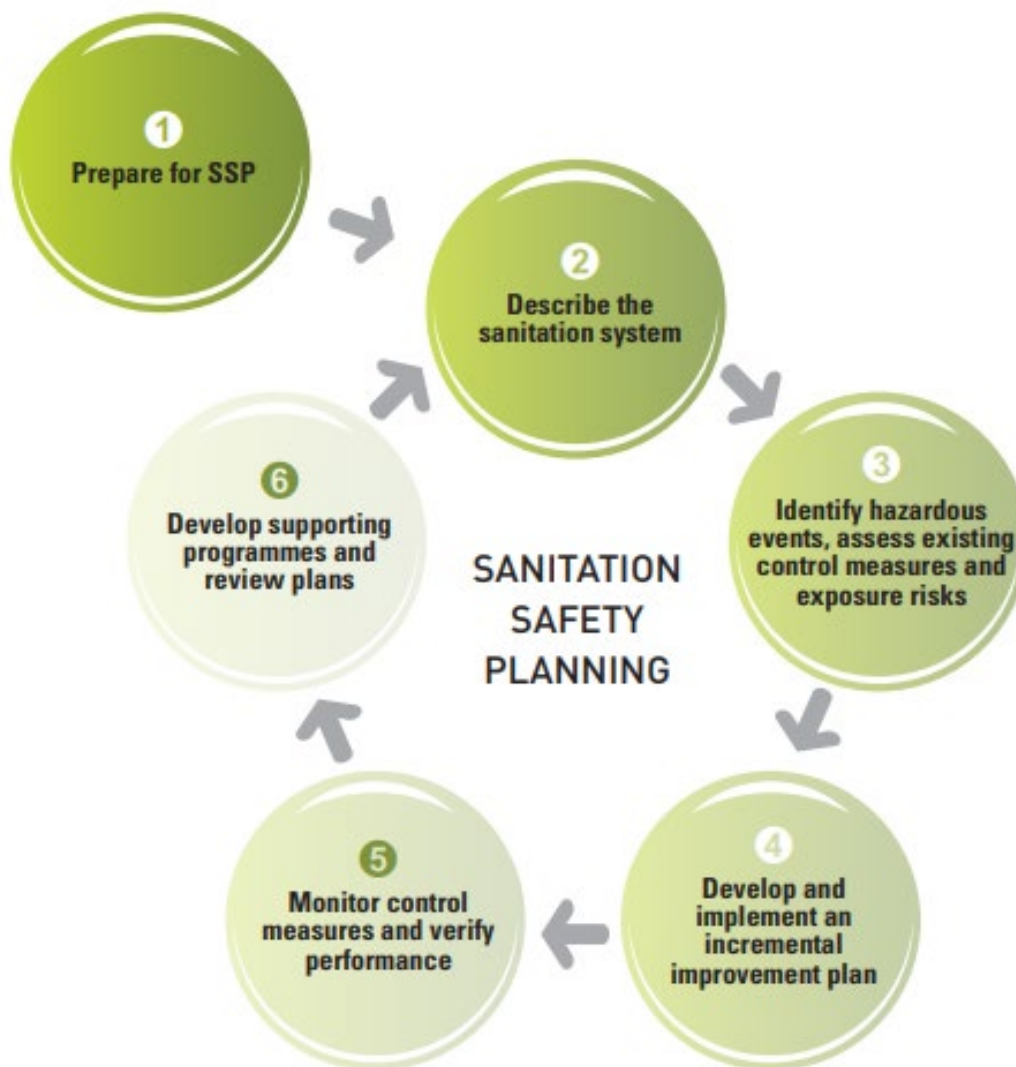 1
Prepare for SSP
2
Describe the
sanitation system
3
Identify hazardous
events, assess existing
control measures and
exposure risks
4
Develop and
implement an
incremental
improvement plan
5
Monitor control
measures and verify
performance
6
Develop supporting
programmes and
review plans
SANITATION
SAFETY
PLANNING